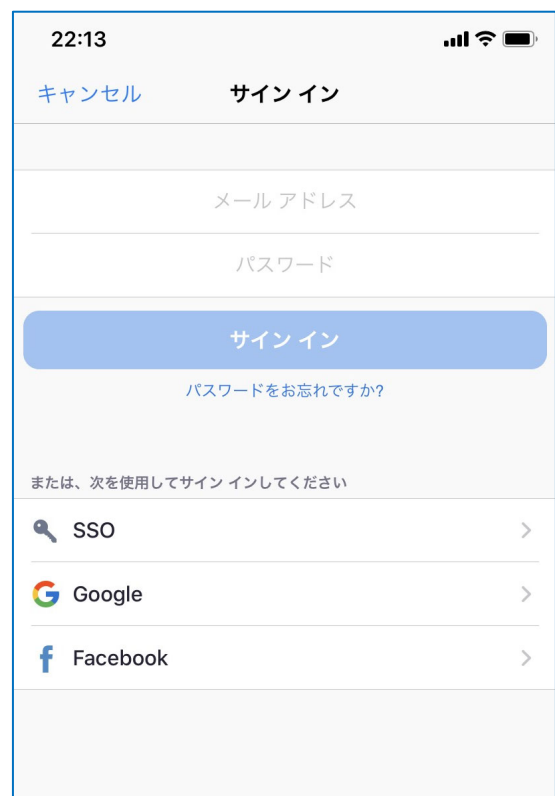 22:13
キャンセル サイン イン
メール アドレス
パスワード
サイン イン
パスワードをお忘れですか?
または、次を使用してサイン インしてください
SSO
Google
Facebook